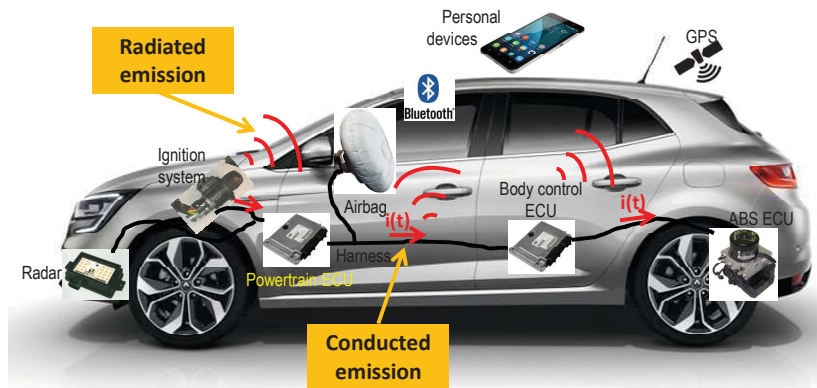 Personal
devices
GPS
Radiated
emission
Bluetooth®
Ignition
system
Airbag
Body control
ECU
i(t)
i(t)
ABS ECU
Harness
Radar
Powertrain ECU
Conducted
emission